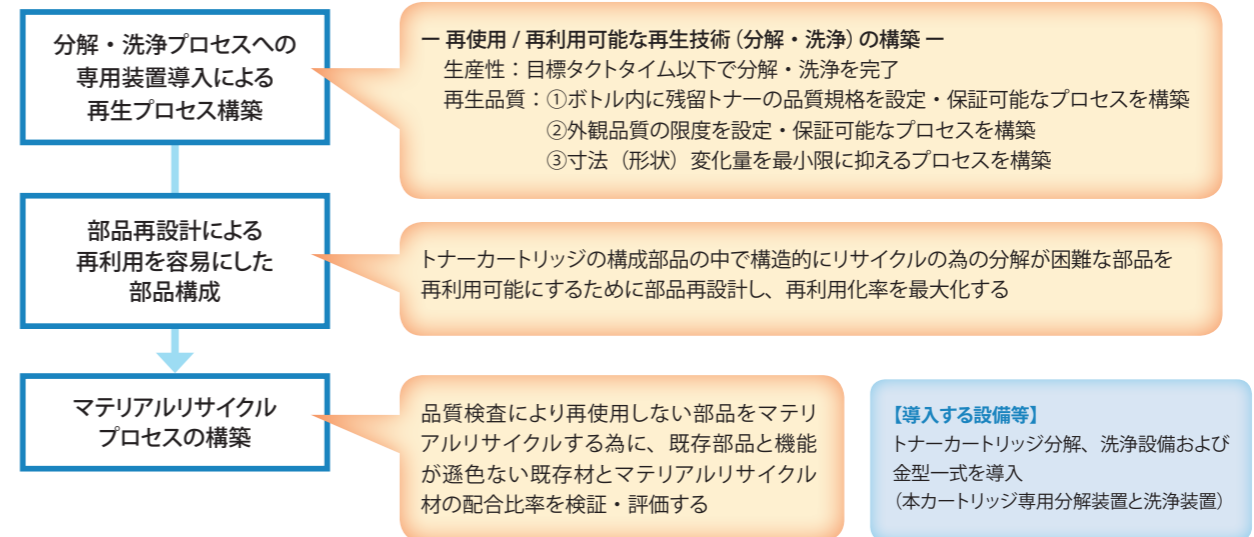 分解・洗浄プロセスへの
専用装置導入による
再生プロセス構築
ー 再使用 / 再利用可能な再生技術（分解・洗浄）の構築 ー
生産性：目標タクトタイム以下で分解・洗浄を完了
再生品質：①ボトル内に残留トナーの品質規格を設定・保証可能なプロセスを構築
②外観品質の限度を設定・保証可能なプロセスを構築
③寸法（形状）変化量を最小限に抑えるプロセスを構築
部品再設計による
再利用を容易にした
部品構成
トナーカートリッジの構成部品の中で構造的にリサイクルの為の分解が困難な部品を
再利用可能にするために部品再設計し、再利用化率を最大化する
マテリアルリサイクル
プロセスの構築
品質検査により再使用しない部品をマテリ
アルリサイクルする為に、既存部品と機能
が遜色ない既存材とマテリアルリサイクル
材の配合比率を検証・評価する
【導入する設備等】
トナーカートリッジ分解、洗浄設備および
金型一式を導入
（本カートリッジ専用分解装置と洗浄装置）